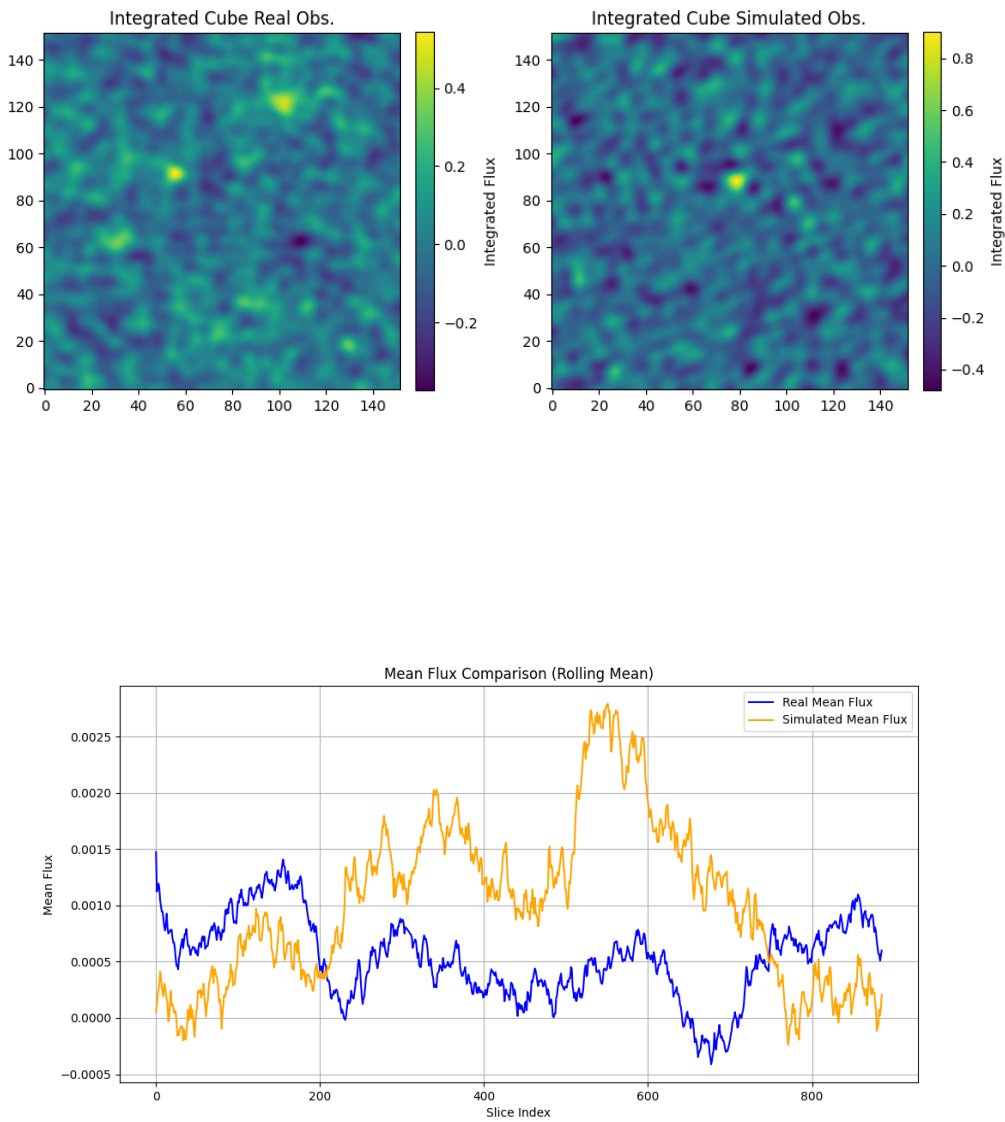 Integrated Cube Real Obs.
Integrated Cube Simulated Obs.
140
120
100
80
60
40
20
0
0 20 40 60 80 100 120 140
0.4
0.2
0.0
−0.2
Integrated Flux
140
120
100
80
60
40
20
0
0 20 40 60 80 100 120 140
0.8
0.6
0.4
0.2
0.0
−0.2
−0.4
Integrated Flux
Mean Flux Comparison (Rolling Mean)
Real Mean Flux
Simulated Mean Flux
0.0025
0.0020
0.0015
0.0010
0.0005
0.0000
−0.0005
Mean Flux
0 200 400 600 800
Slice Index